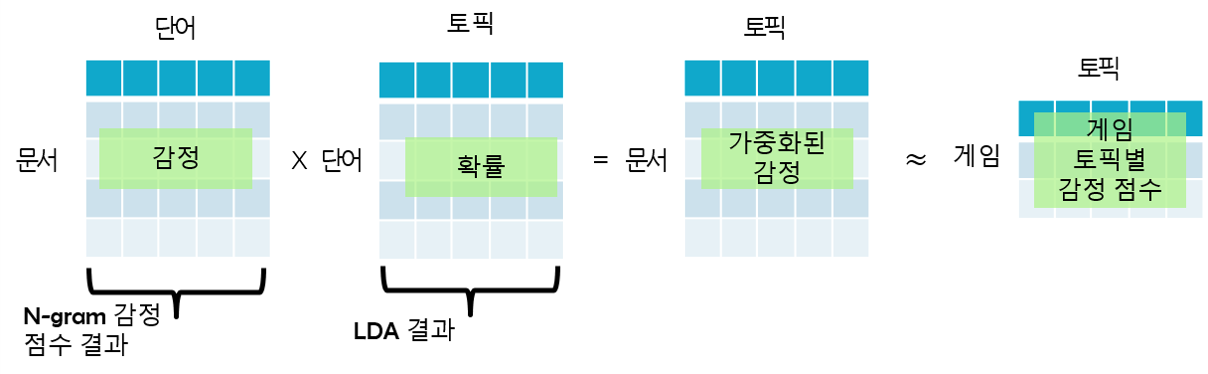 단어
토픽
토픽
토픽
문서
감정
X
단어
확률
=
문서
가중화된
감정
≈
게임
게임
토픽별
감정 점수
N-gram 감정
점수 결과
LDA 결과